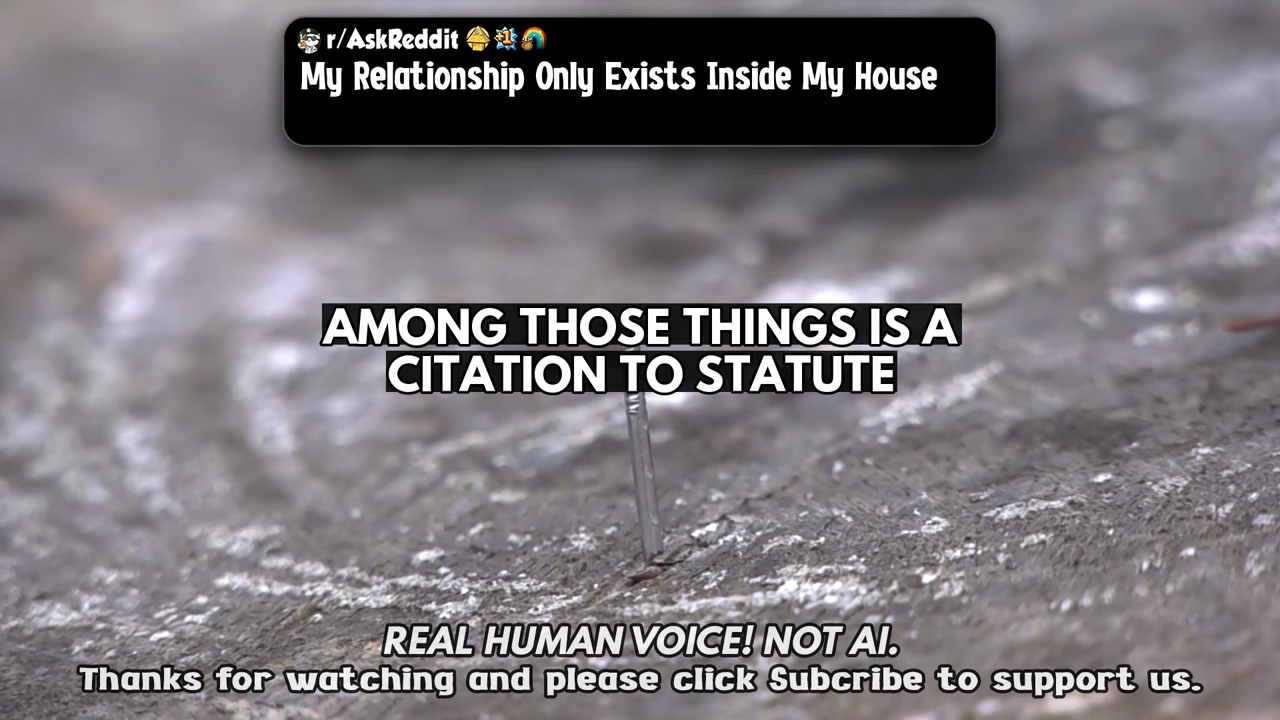 r/AskReddit
My Relationship Only Exists Inside My House
AMONG THOSE THINGS IS A
CITATION TO STATUTE
REAL HUMAN VOICE! NOT AI.
Thanks for watching and please click Subcribe to support us.